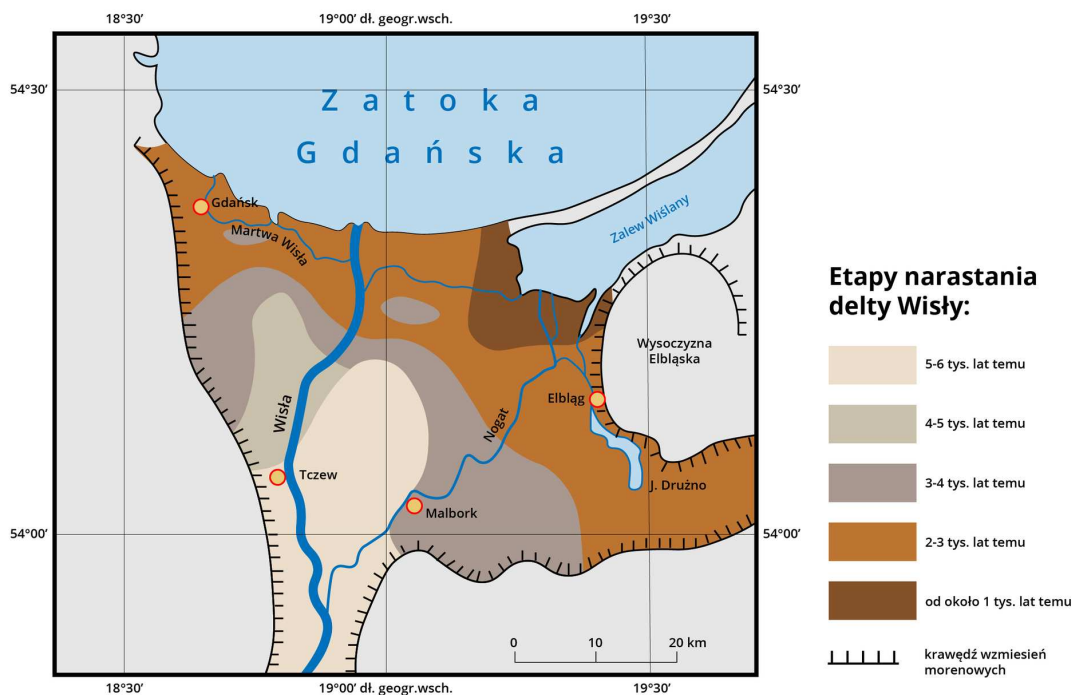 18°30’
19°00’ dł. geogr.wsch.
19°30’
54°30’
54°30’
Zatoka
Gdańska
Zalew Wiślany
Gdańsk
Martwa Wisła
Wysoczyzna
Elbląska
Elbląg
Wisła
Nogat
Tczew
J. Drużno
Malbork
54°00’
54°00’
0 10 20 km
18°30’
19°00’ dł. geogr.wsch.
19°30’
Etapy narastania
delty Wisły:
5-6 tys. lat temu
4-5 tys. lat temu
3-4 tys. lat temu
2-3 tys. lat temu
od około 1 tys. lat temu
krawędź wzmiesień
morenowych